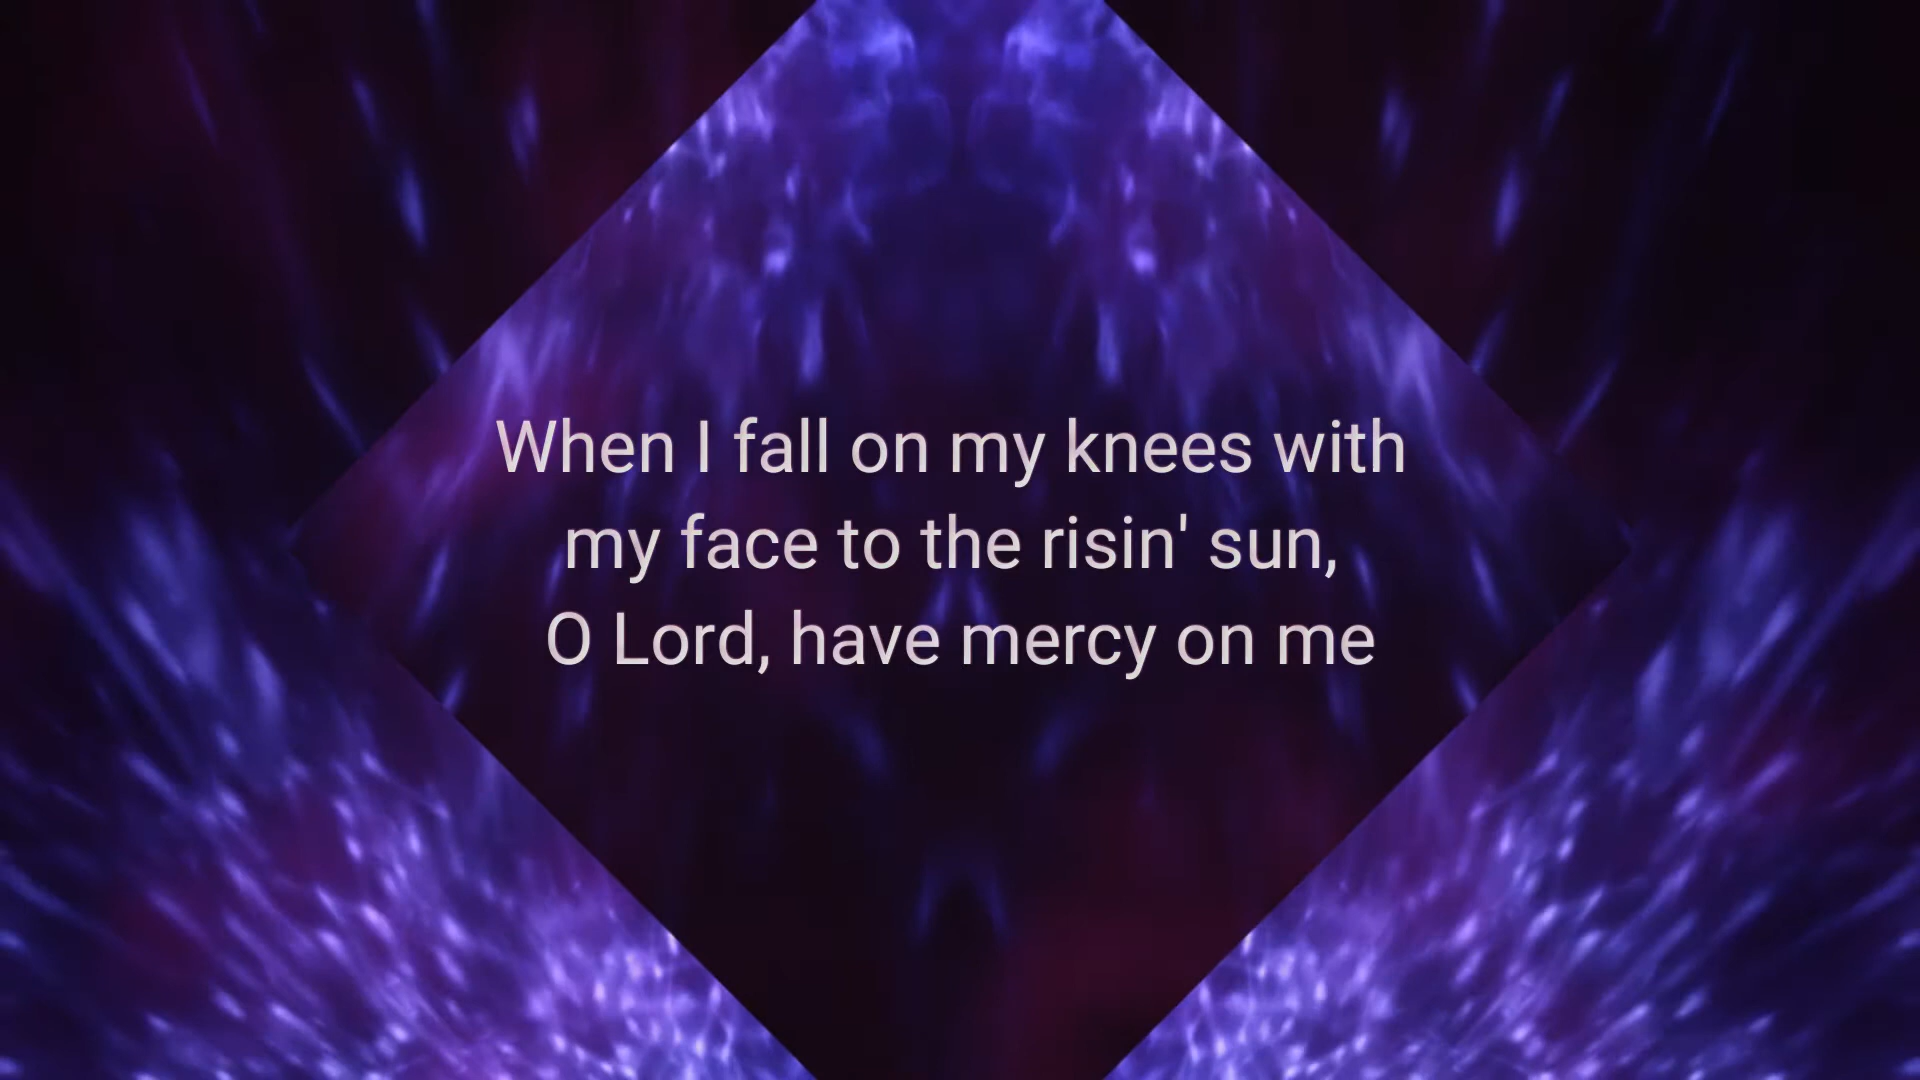 When I fall on my knees with
my face to the risin' sun,
O Lord, have mercy on me